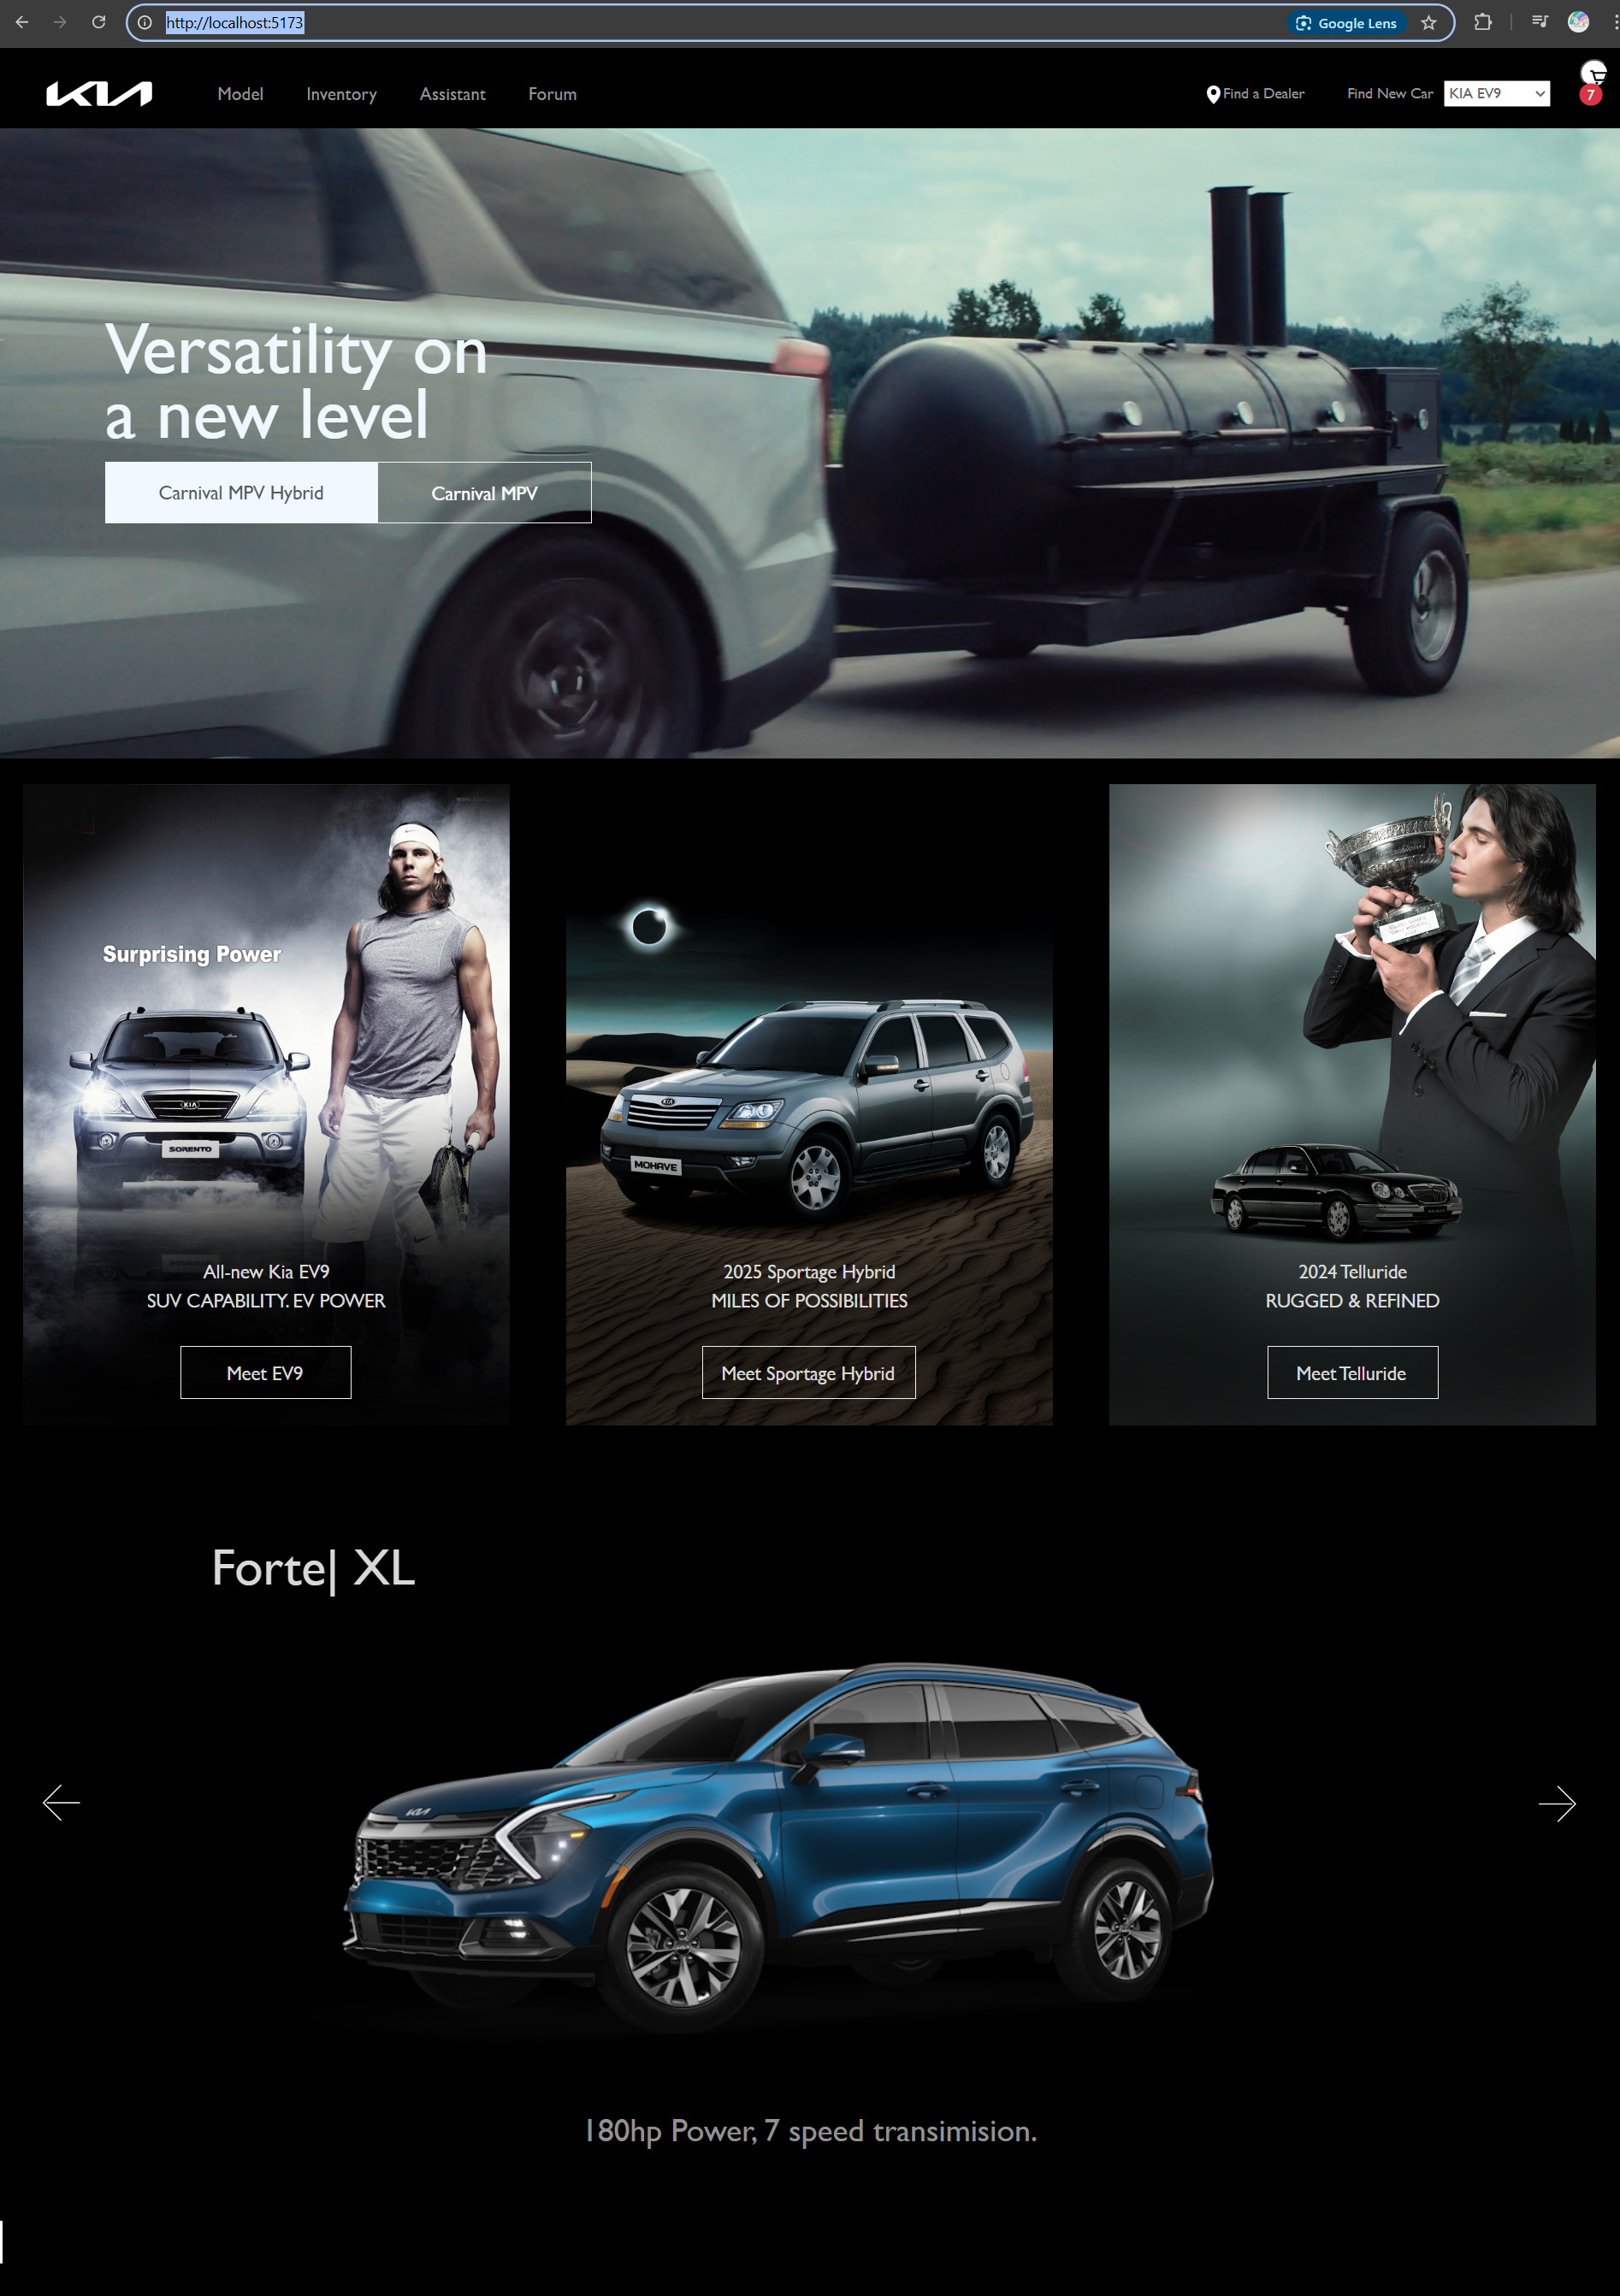 http://localhost:5173
Google Lens
KIA
Model
Inventory
Assistant
Forum
Find a Dealer
Find New Car
KIA EV9
7
Versatility on
a new level
Carnival MPV Hybrid
Carnival MPV
Surprising Power
KIA
SORENTO
All-new Kia EV9
SUV CAPABILITY. EV POWER
Meet EV9
KIA
MOHAVE
2025 Sportage Hybrid
MILES OF POSSIBILITIES
Meet Sportage Hybrid
2024 Telluride
RUGGED & REFINED
Meet Telluride
Forte| XL
KIA
180hp Power, 7 speed transimision.